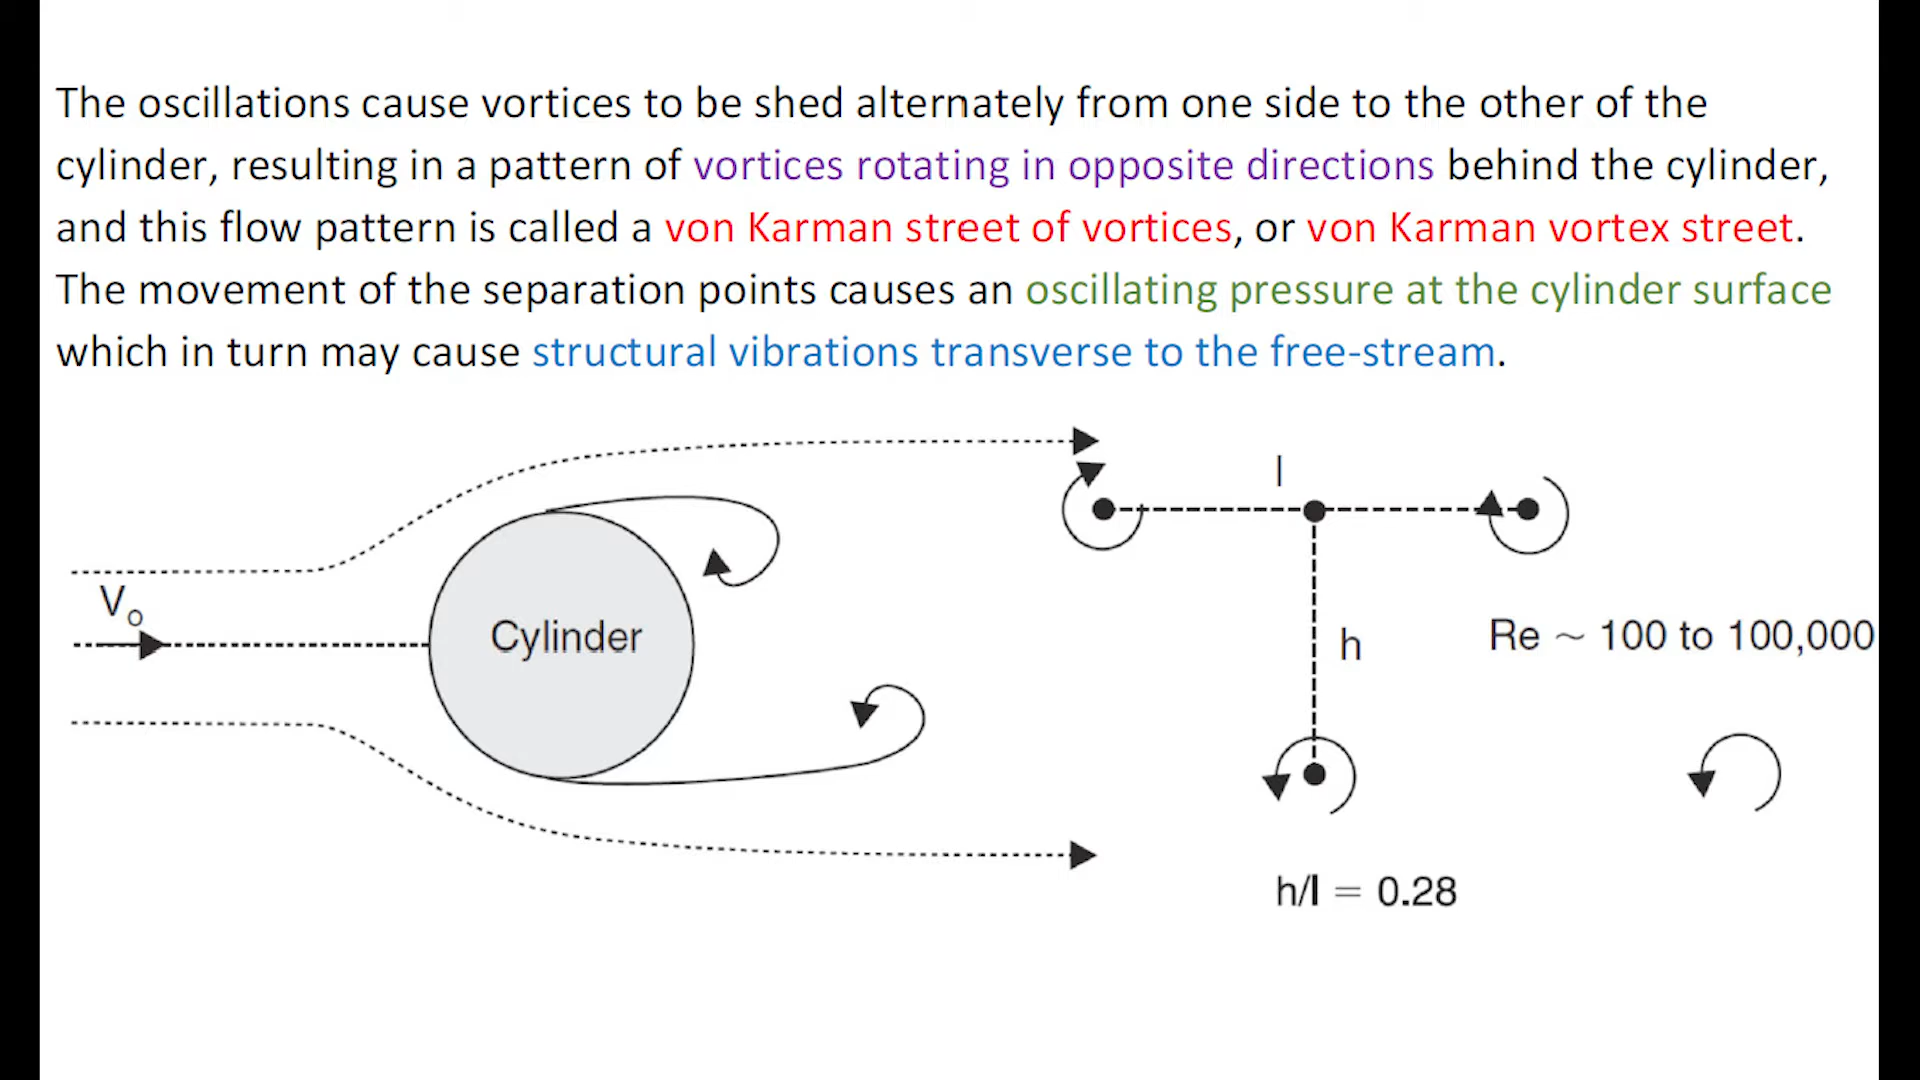 The oscillations cause vortices to be shed alternately from one side to the other of the
cylinder, resulting in a pattern of vortices rotating in opposite directions behind the cylinder,
and this flow pattern is called a von Karman street of vortices, or von Karman vortex street.
The movement of the separation points causes an oscillating pressure at the cylinder surface
which in turn may cause structural vibrations transverse to the free-stream.
l
Vo
Cylinder
h
Re ~ 100 to 100,000
h/l = 0.28